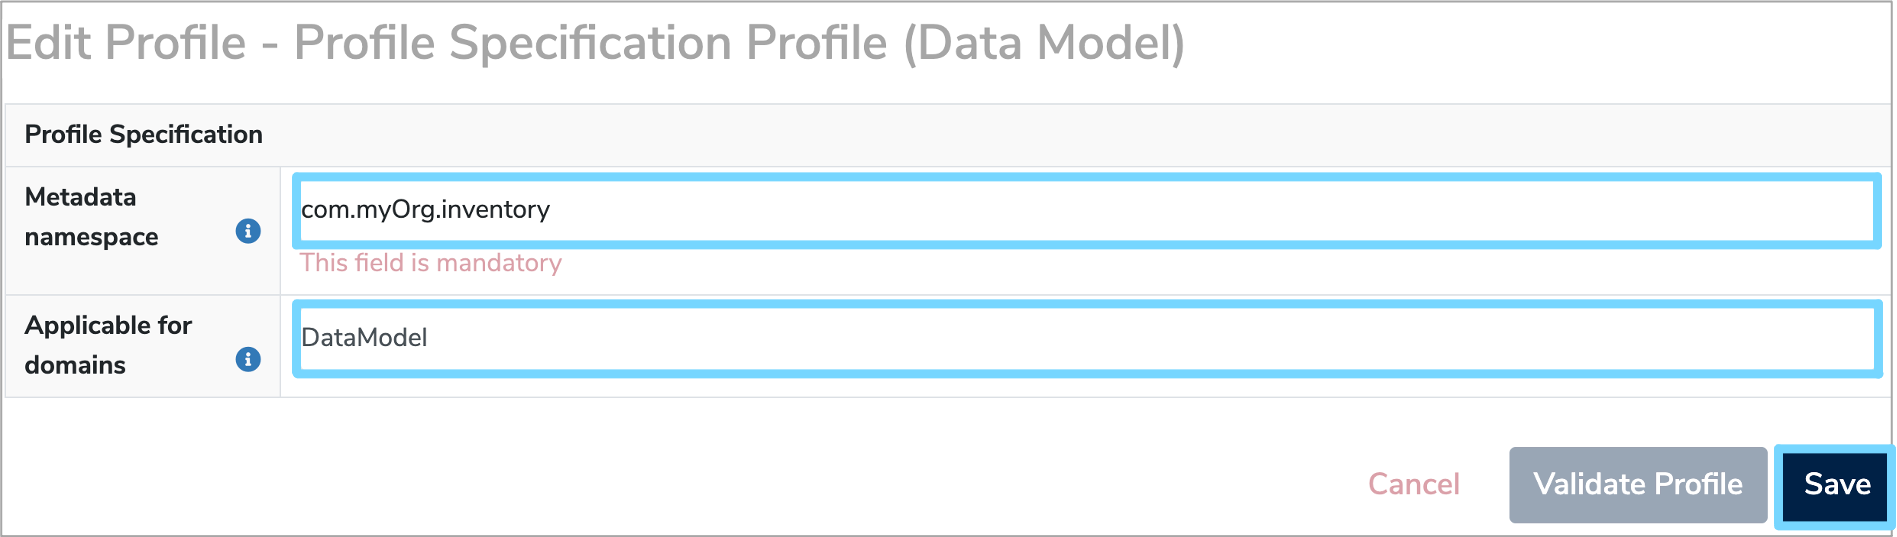 Edit Profile - Profile Specification Profile (Data Model)
Profile Specification
Metadata
namespace
com.myOrg.inventory
This field is mandatory
Applicable for
domains
DataModel
Cancel
Validate Profile
Save